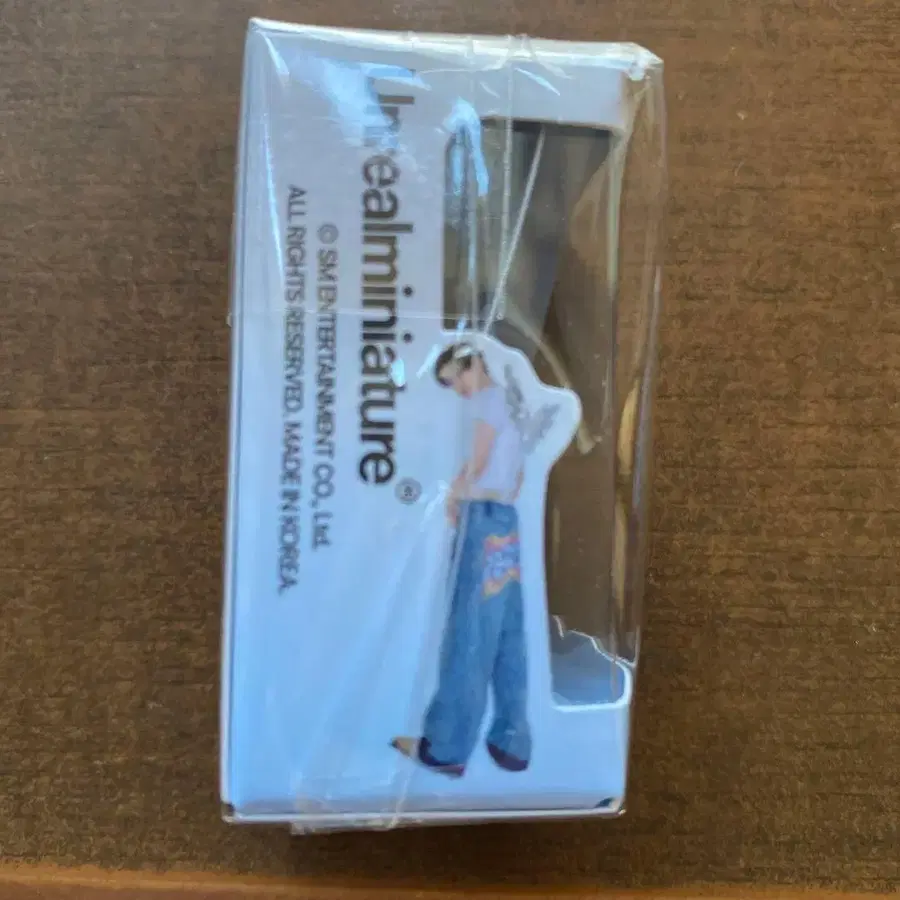 Unrealminiature®
© SM ENTERTAINMENT CO., Ltd.
ALL RIGHTS RESERVED. MADE IN KOREA.